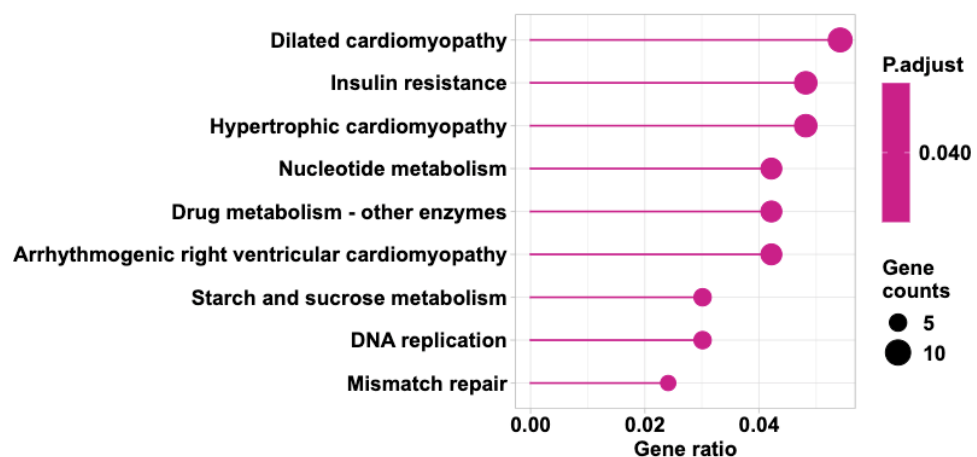 Dilated cardiomyopathy
Insulin resistance
Hypertrophic cardiomyopathy
Nucleotide metabolism
Drug metabolism - other enzymes
Arrhythmogenic right ventricular cardiomyopathy
Starch and sucrose metabolism
DNA replication
Mismatch repair
0.00 0.02 0.04
Gene ratio
P.adjust
0.040
Gene
counts
5
10